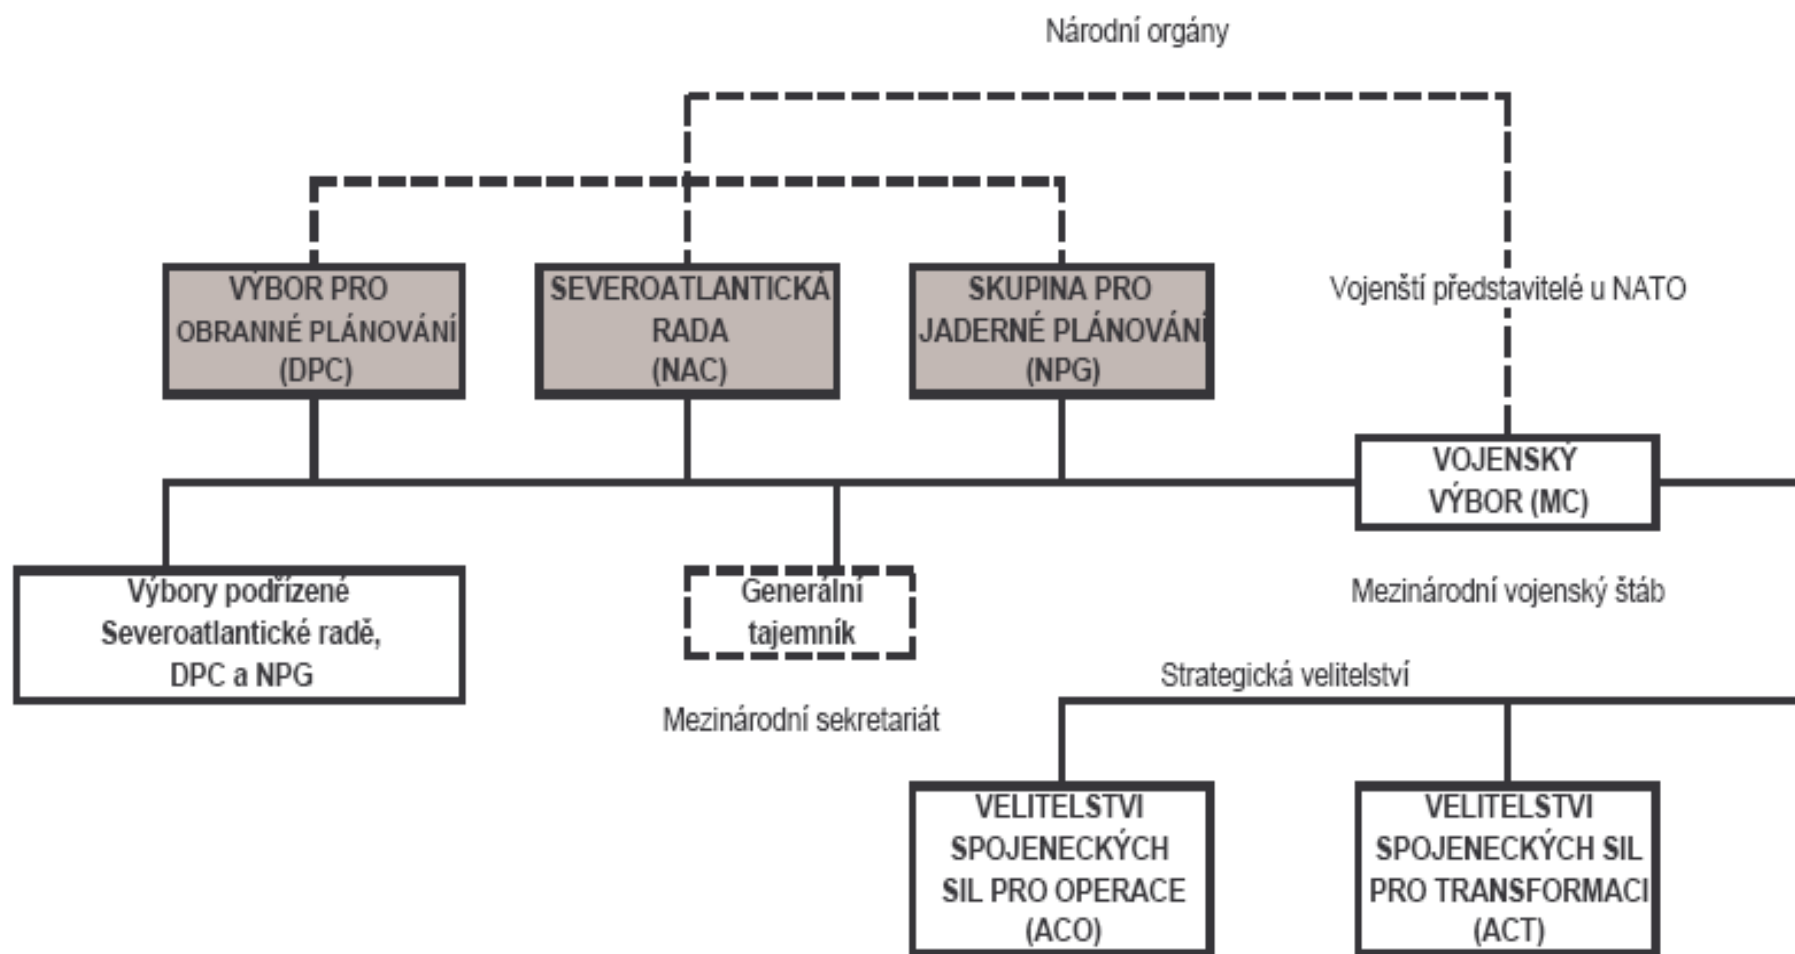 Národní orgány
VÝBOR PRO
OBRANNÉ PLÁNOVÁNÍ
(DPC)
SEVEROATLANTICKÁ
RADA
(NAC)
SKUPINA PRO
JADERNÉ PLÁNOVÁNÍ
(NPG)
Vojenští představitelé u NATO
VOJENSKÝ
VÝBOR (MC)
Výbory podřízené
Severoatlantické radě,
DPC a NPG
Generální
tajemník
Mezinárodní vojenský štáb
Mezinárodní sekretariát
Strategická velitelství
VELITELSTVI
SPOJENECKÝCH
SIL PRO OPERACE
(ACO)
VELITELSTVI
SPOJENECKÝCH SIL
PRO TRANSFORMACI
(ACT)